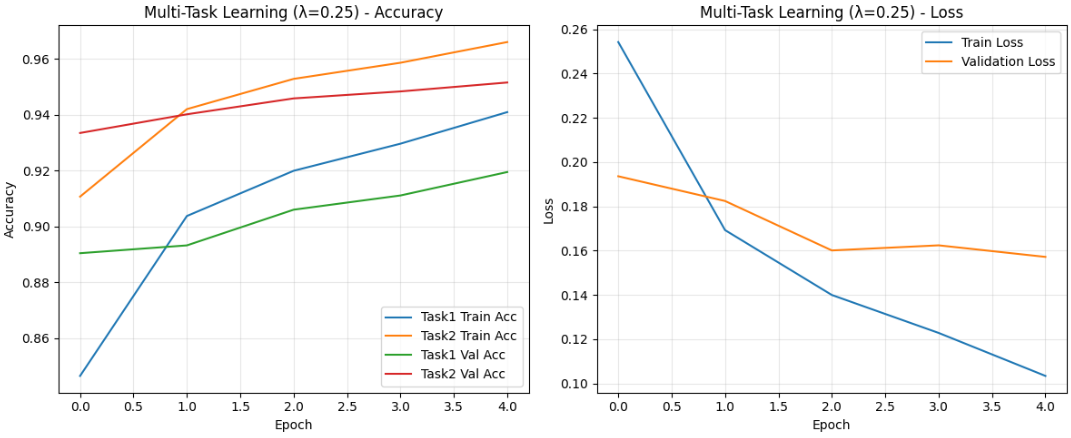 Multi-Task Learning (λ=0.25) - Accuracy
Accuracy
0.96
0.94
0.92
0.90
0.88
0.86
Task1 Train Acc
Task2 Train Acc
Task1 Val Acc
Task2 Val Acc
0.0 0.5 1.0 1.5 2.0 2.5 3.0 3.5 4.0
Epoch
Multi-Task Learning (λ=0.25) - Loss
Loss
0.26
0.24
0.22
0.20
0.18
0.16
0.14
0.12
0.10
Train Loss
Validation Loss
0.0 0.5 1.0 1.5 2.0 2.5 3.0 3.5 4.0
Epoch